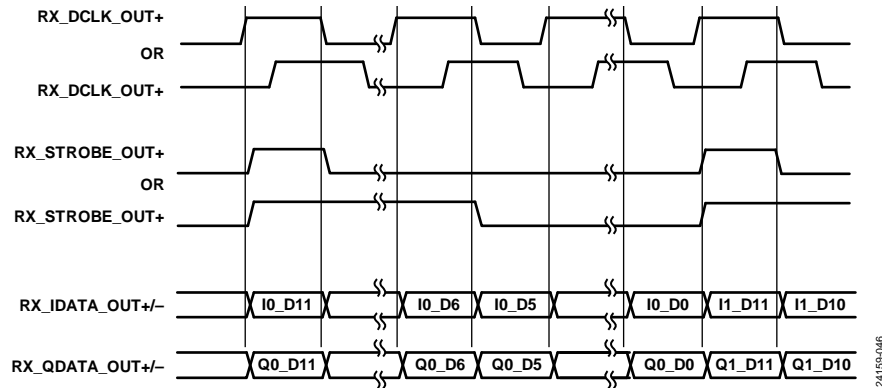 RX_DCLK_OUT+
OR
RX_DCLK_OUT+
RX_STROBE_OUT+
OR
RX_STROBE_OUT+
RX_IDATA_OUT+/– I0_D11 I0_D6 I0_D5 I0_D0 I1_D11 I1_D10
RX_QDATA_OUT+/– Q0_D11 Q0_D6 Q0_D5 Q0_D0 Q1_D11 Q1_D10
24159-046